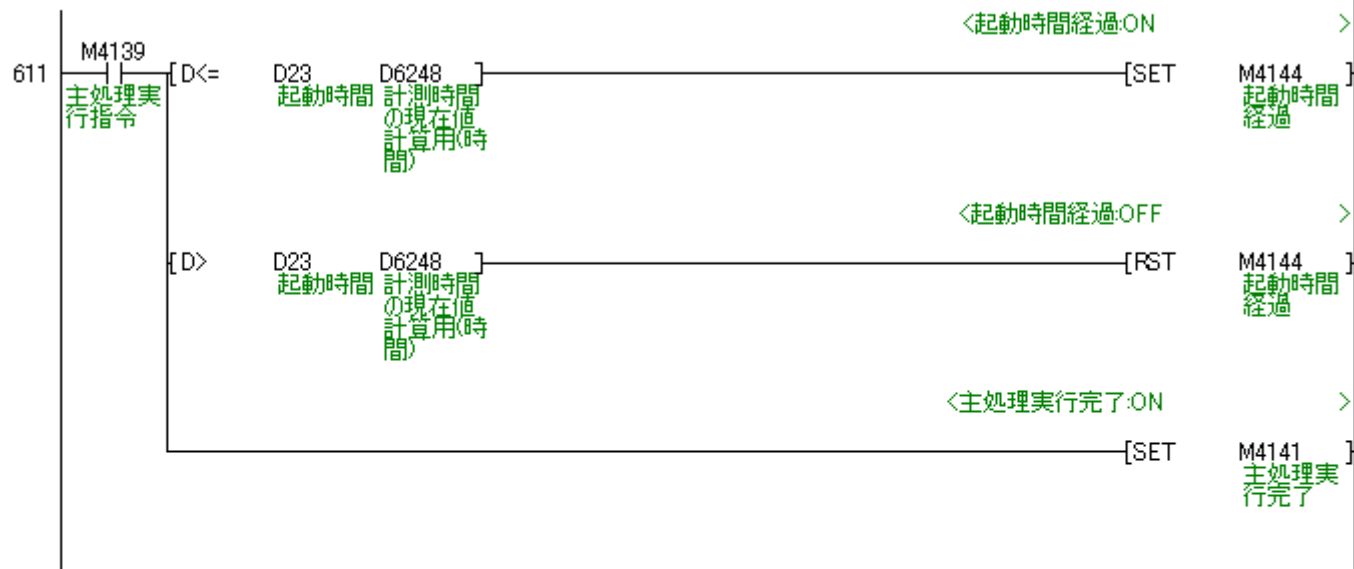 <起動時間経過:ON >
M4139
611 [D<= D23 D6248 ] [SET M4144 ]
主処理実 起動時間 計測時間 起動時間
行指令 の現在値 経過
計算用(時
間)
<起動時間経過:OFF >
[D> D23 D6248 ] [RST M4144 ]
起動時間 計測時間 起動時間
の現在値 経過
計算用(時
間)
<主処理実行完了:ON >
[SET M4141 ]
主処理実
行完了